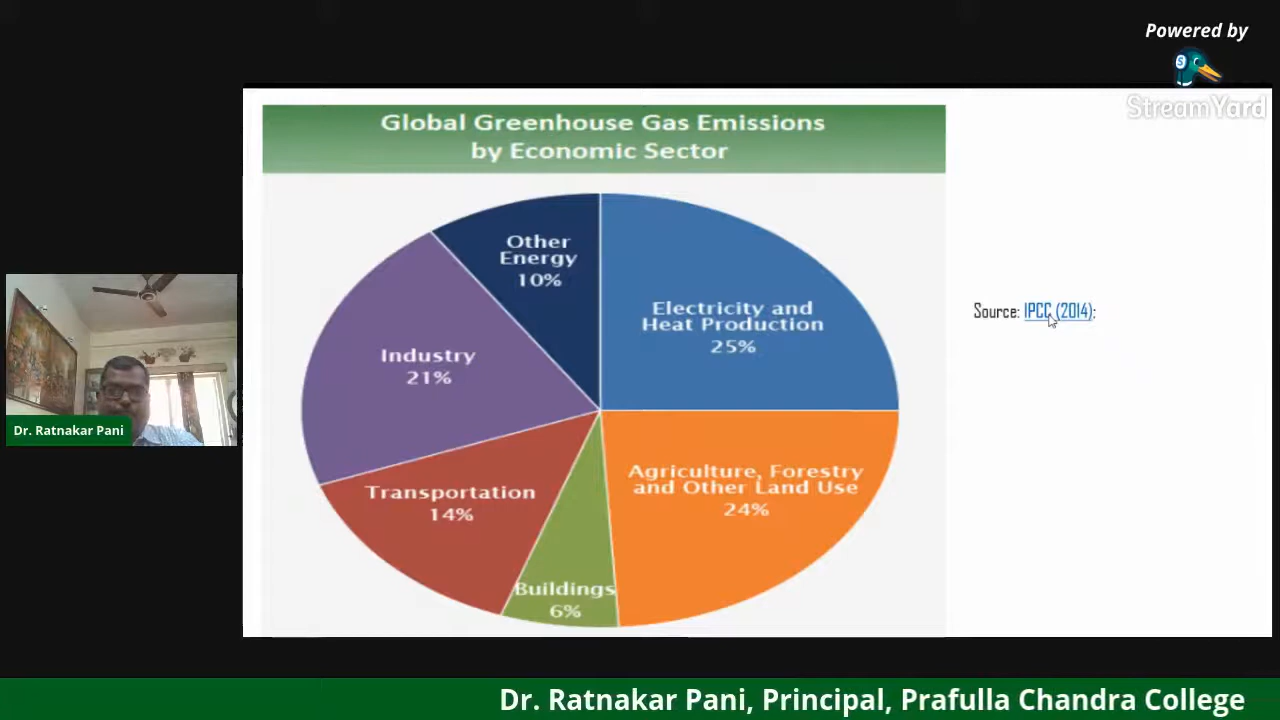 Powered by
StreamYard
Global Greenhouse Gas Emissions
by Economic Sector
Other
Energy
10%
Electricity and
Heat Production
25%
Source: IPCC (2014):
Industry
21%
Agriculture, Forestry
and Other Land Use
24%
Transportation
14%
Buildings
6%
Dr. Ratnakar Pani
Dr. Ratnakar Pani, Principal, Prafulla Chandra College